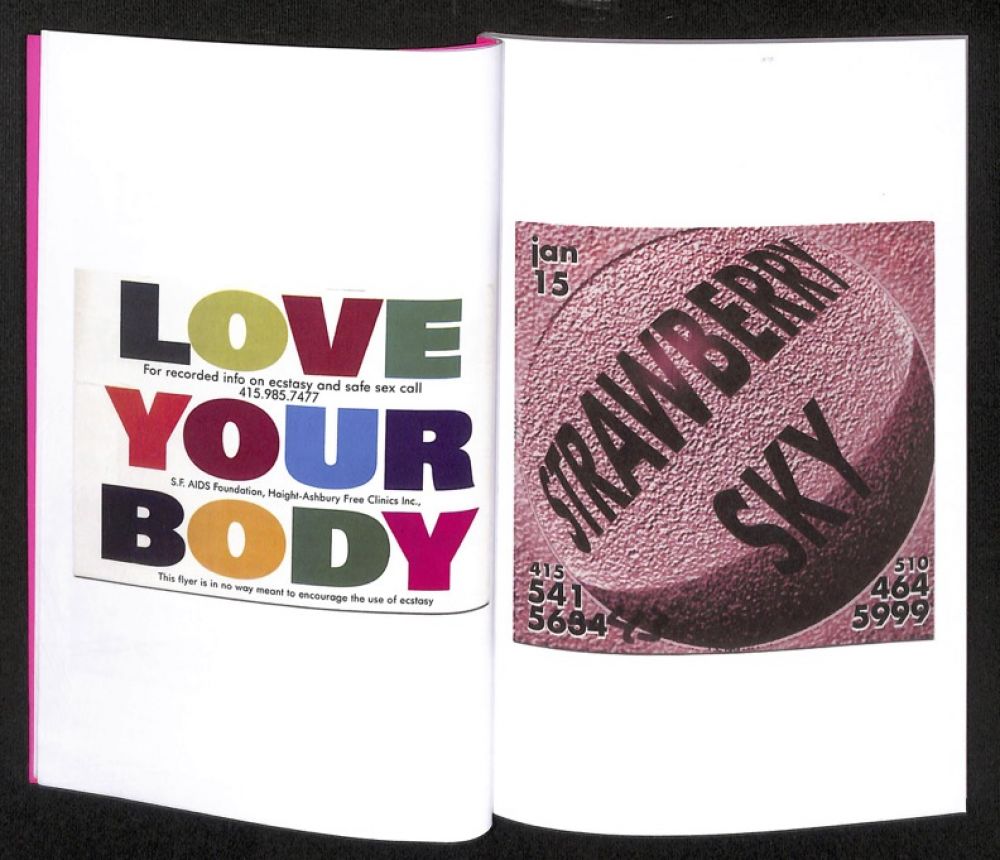 LOVE
For recorded info on ecstasy and safe sex call
415.985.7477
YOUR
S.F. AIDS Foundation, Haight-Ashbury Free Clinics Inc.,
BODY
This flyer is in no way meant to encourage the use of ecstasy
jan
15
STRAWBERRY
SKY
415
541
5684
510
464
5999